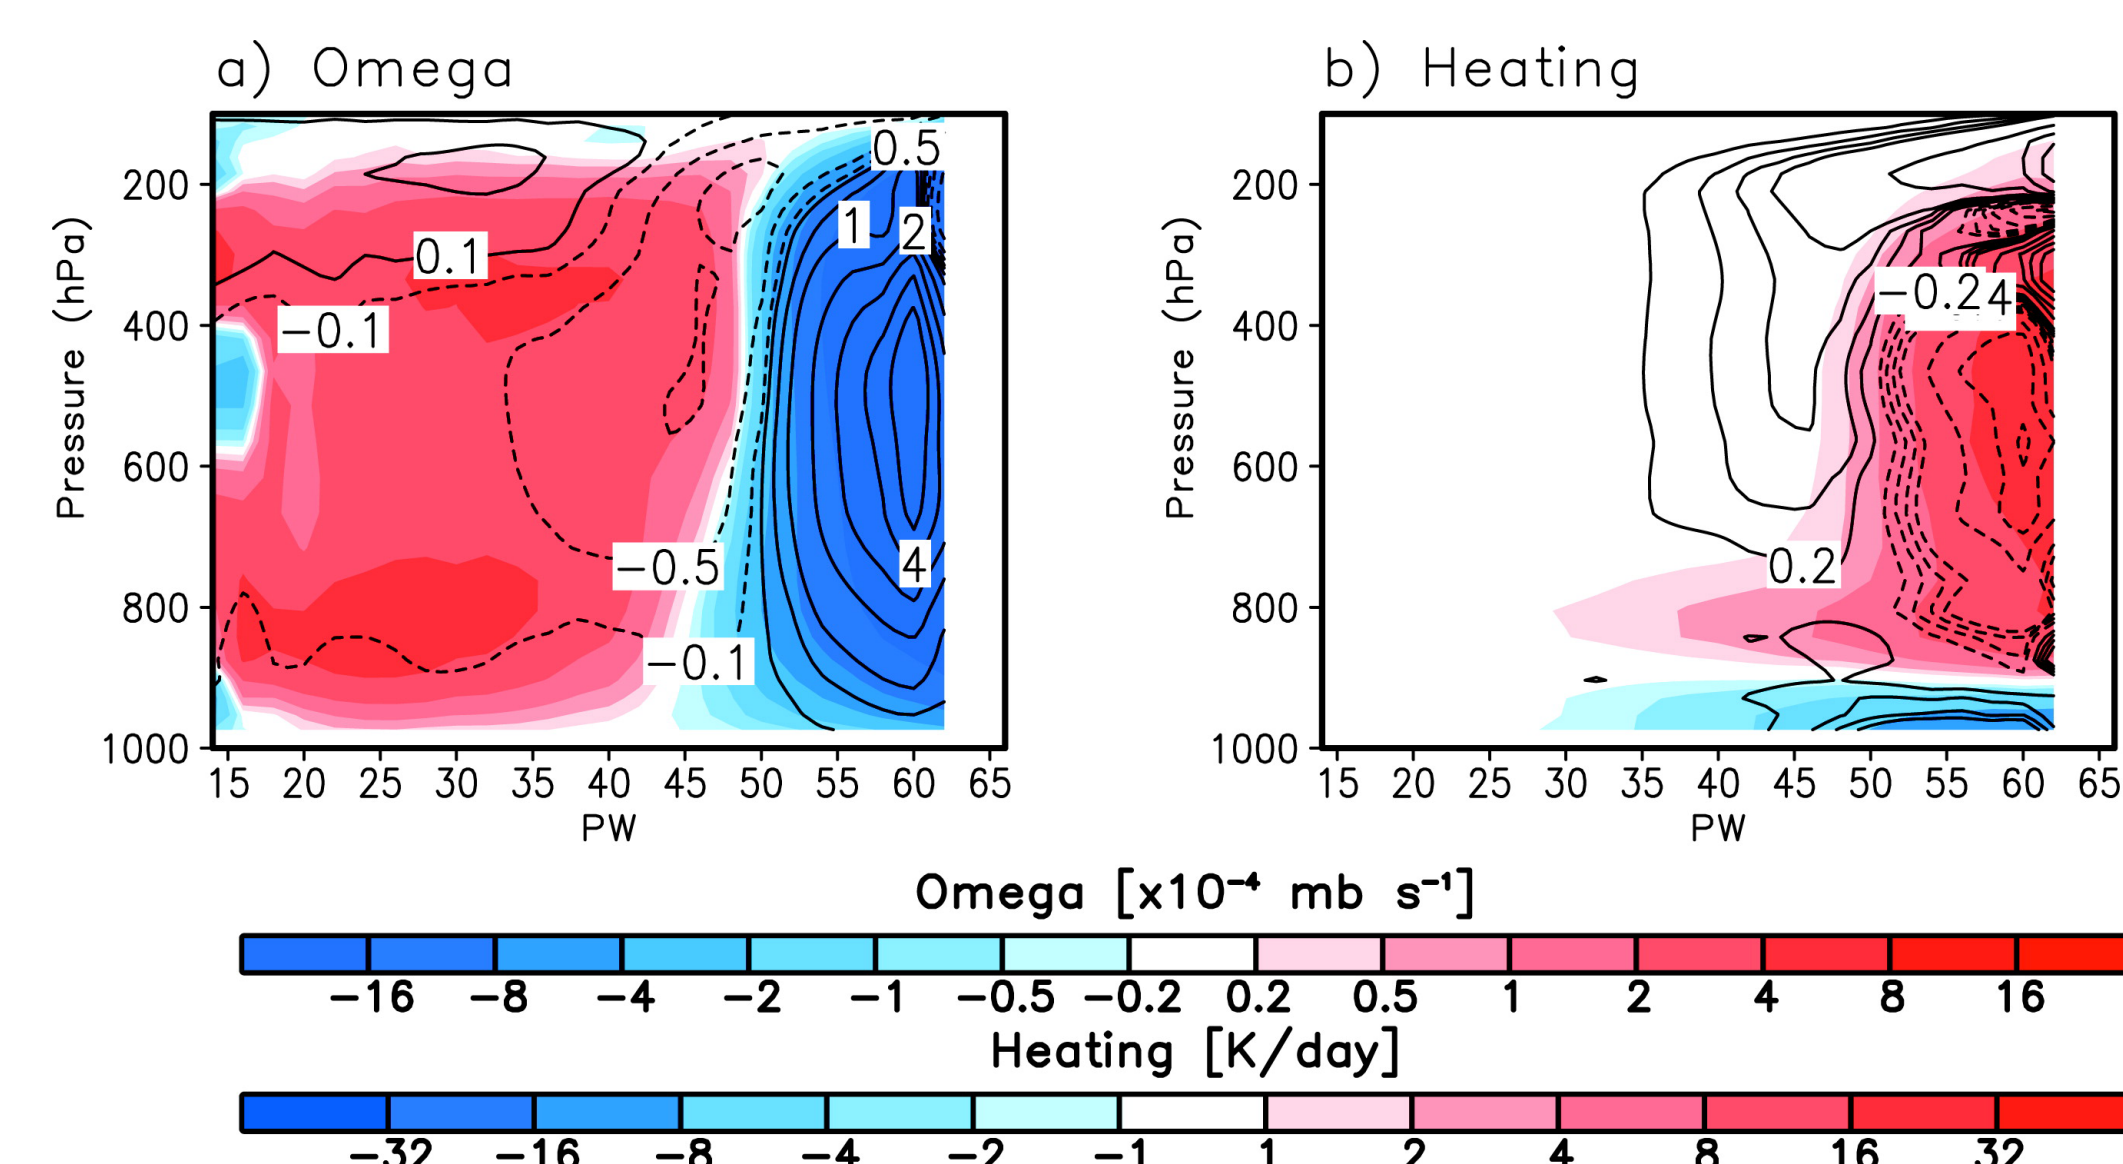 a) Omega
b) Heating
Pressure (hPa)
200
400
600
800
1000
0.5
1
2
0.1
−0.1
−0.5
4
−0.1
15 20 25 30 35 40 45 50 55 60 65
PW
Pressure (hPa)
200
400
600
800
1000
−0.24
0.2
15 20 25 30 35 40 45 50 55 60 65
PW
Omega [x10⁻⁴ mb s⁻¹]
−16 −8 −4 −2 −1 −0.5 −0.2 0.2 0.5 1 2 4 8 16
Heating [K/day]
−32 −16 −8 −4 −2 −1 1 2 4 8 16 32